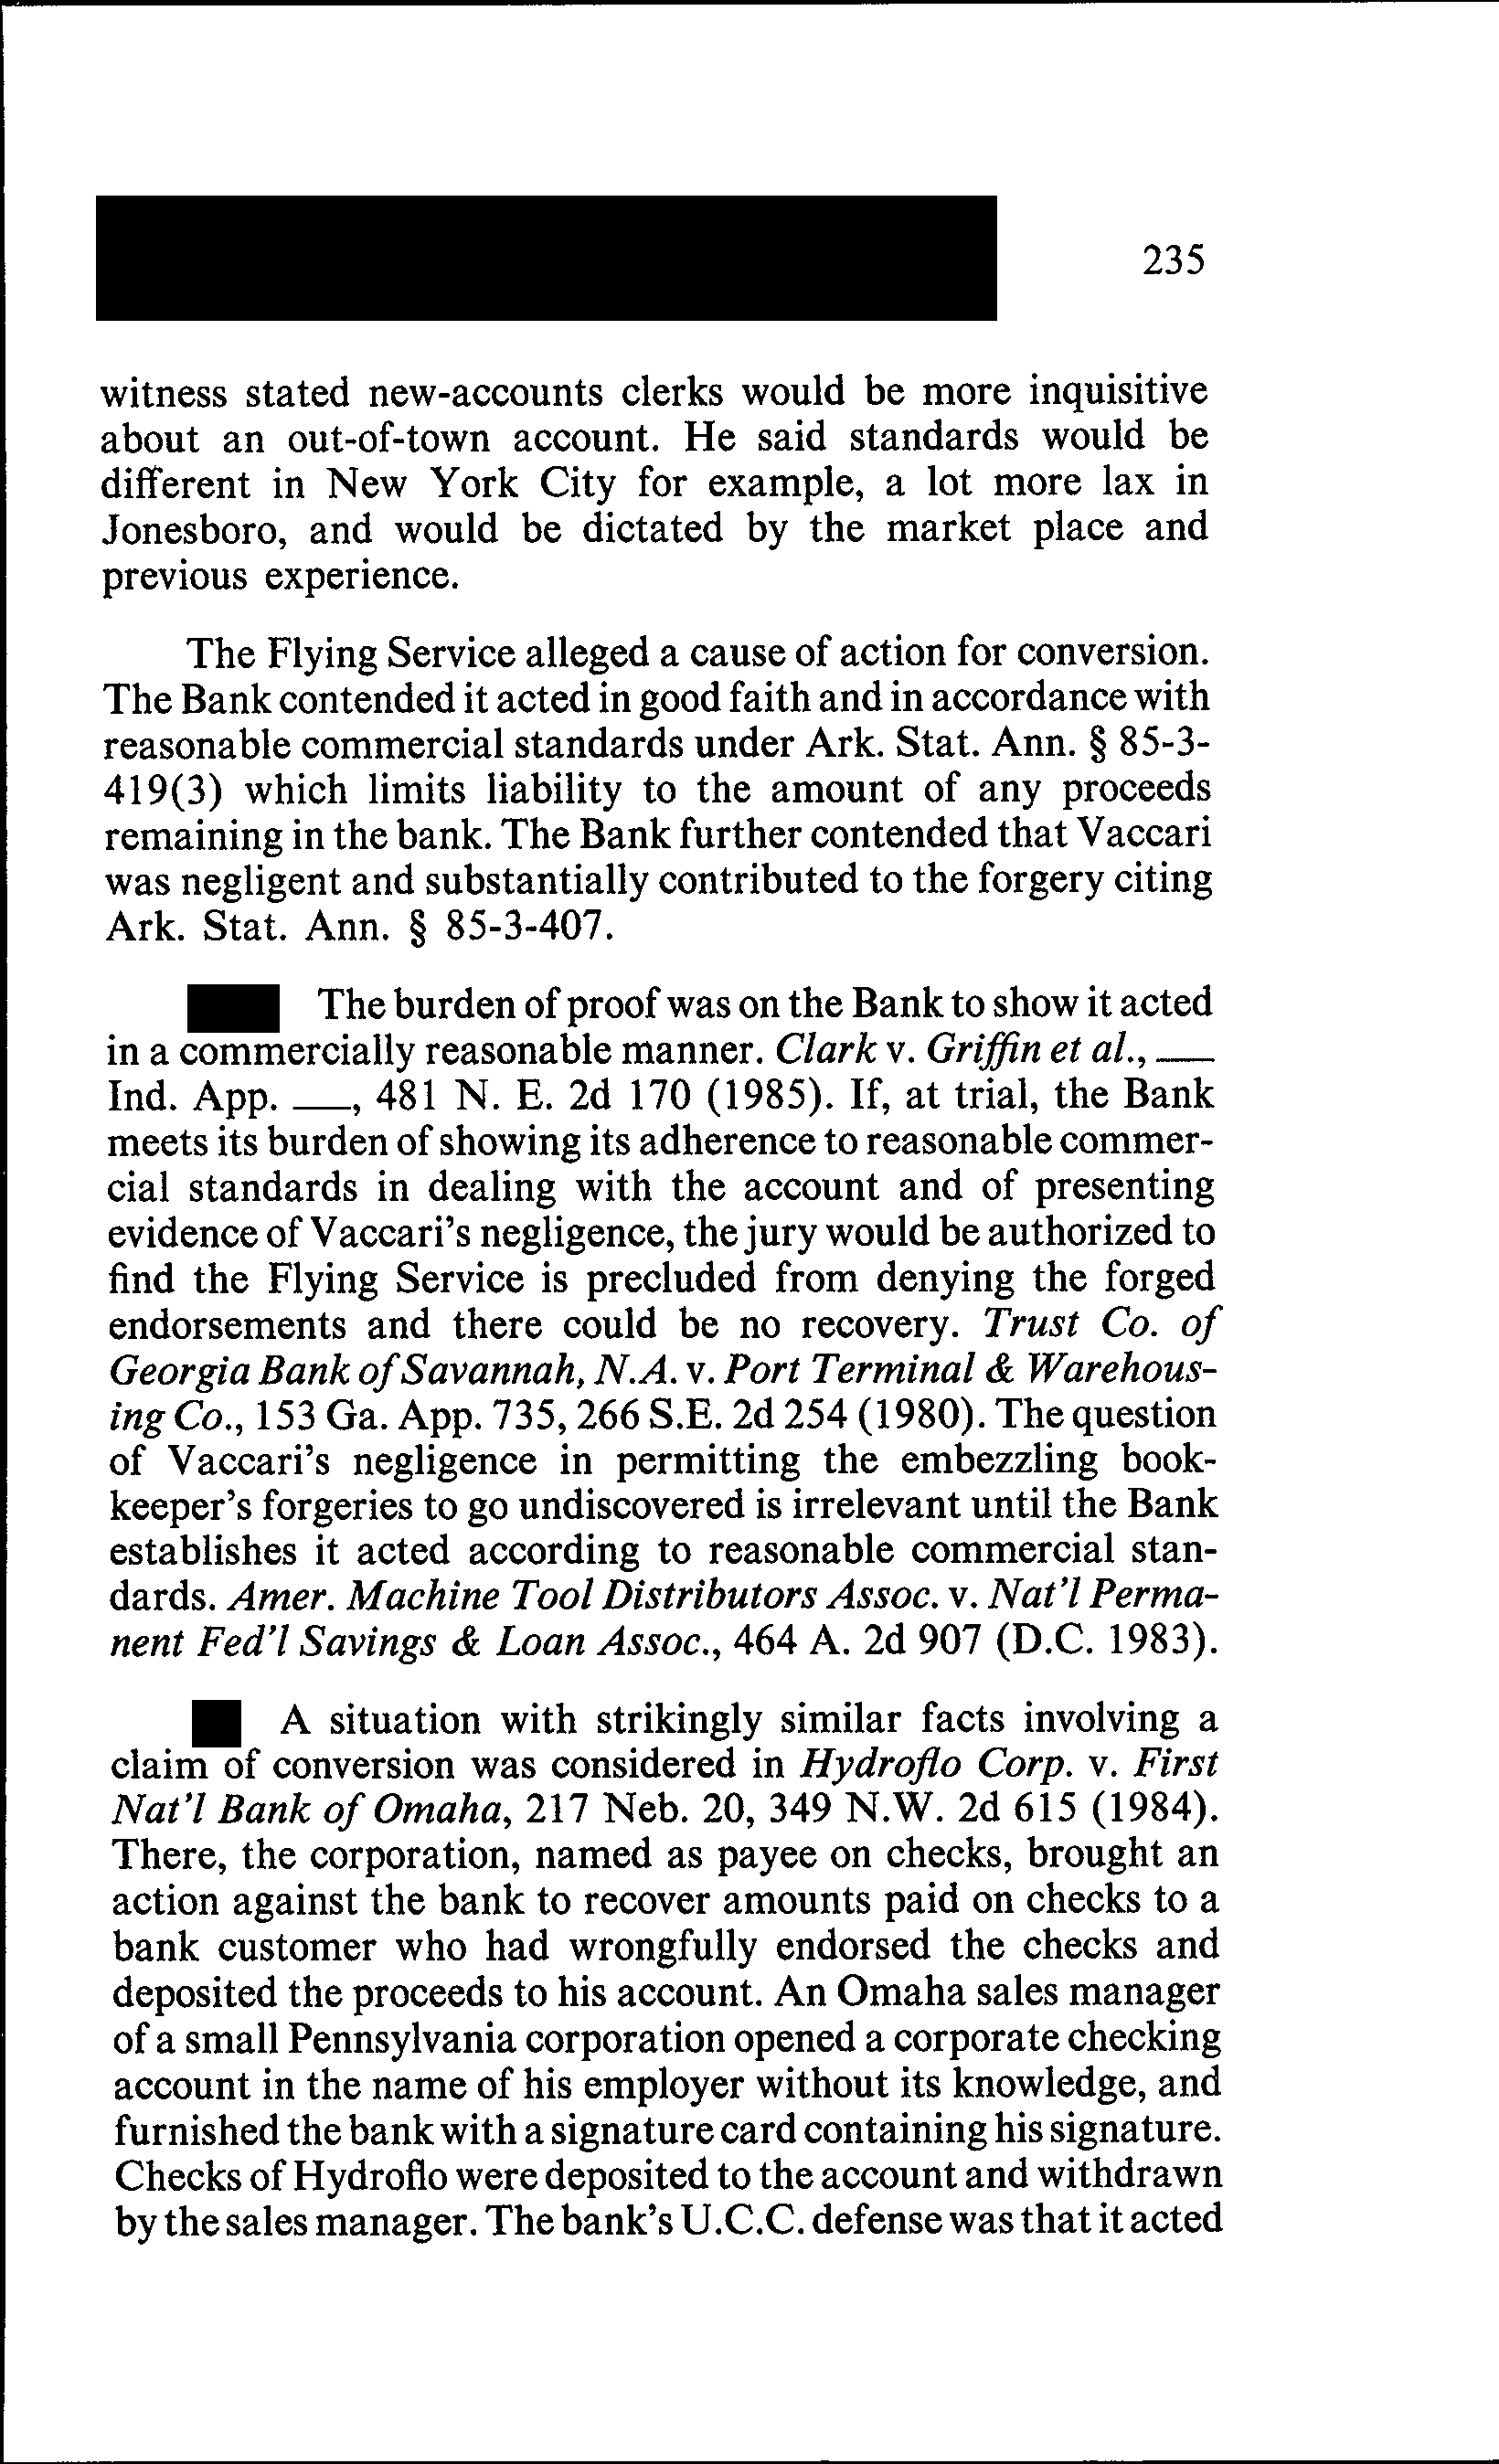 235
witness stated new-accounts clerks would be more inquisitive
about an out-of-town account. He said standards would be
different in New York City for example, a lot more lax in
Jonesboro, and would be dictated by the market place and
previous experience.
The Flying Service alleged a cause of action for conversion.
The Bank contended it acted in good faith and in accordance with
reasonable commercial standards under Ark. Stat. Ann. § 85-3-
419(3) which limits liability to the amount of any proceeds
remaining in the bank. The Bank further contended that Vaccari
was negligent and substantially contributed to the forgery citing
Ark. Stat. Ann. § 85-3-407.
The burden of proof was on the Bank to show it acted
in a commercially reasonable manner. Clark v. Griffin et al., __
Ind. App. __, 481 N. E. 2d 170 (1985). If, at trial, the Bank
meets its burden of showing its adherence to reasonable commer-
cial standards in dealing with the account and of presenting
evidence of Vaccari's negligence, the jury would be authorized to
find the Flying Service is precluded from denying the forged
endorsements and there could be no recovery. Trust Co. of
Georgia Bank of Savannah, N.A. v. Port Terminal & Warehous-
ing Co., 153 Ga. App. 735, 266 S.E. 2d 254 (1980). The question
of Vaccari's negligence in permitting the embezzling book-
keeper's forgeries to go undiscovered is irrelevant until the Bank
establishes it acted according to reasonable commercial stan-
dards. Amer. Machine Tool Distributors Assoc. v. Nat'l Perma-
nent Fed'l Savings & Loan Assoc., 464 A. 2d 907 (D.C. 1983).
A situation with strikingly similar facts involving a
claim of conversion was considered in Hydroflo Corp. v. First
Nat'l Bank of Omaha, 217 Neb. 20, 349 N.W. 2d 615 (1984).
There, the corporation, named as payee on checks, brought an
action against the bank to recover amounts paid on checks to a
bank customer who had wrongfully endorsed the checks and
deposited the proceeds to his account. An Omaha sales manager
of a small Pennsylvania corporation opened a corporate checking
account in the name of his employer without its knowledge, and
furnished the bank with a signature card containing his signature.
Checks of Hydroflo were deposited to the account and withdrawn
by the sales manager. The bank's U.C.C. defense was that it acted